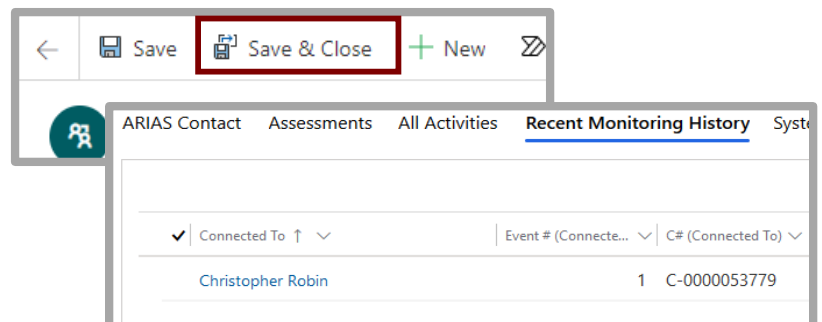 Save Save & Close New
ARIAS Contact Assessments All Activities Recent Monitoring History Syst
Connected To Event # (Connecte... C# (Connected To)
Christopher Robin 1 C-0000053779